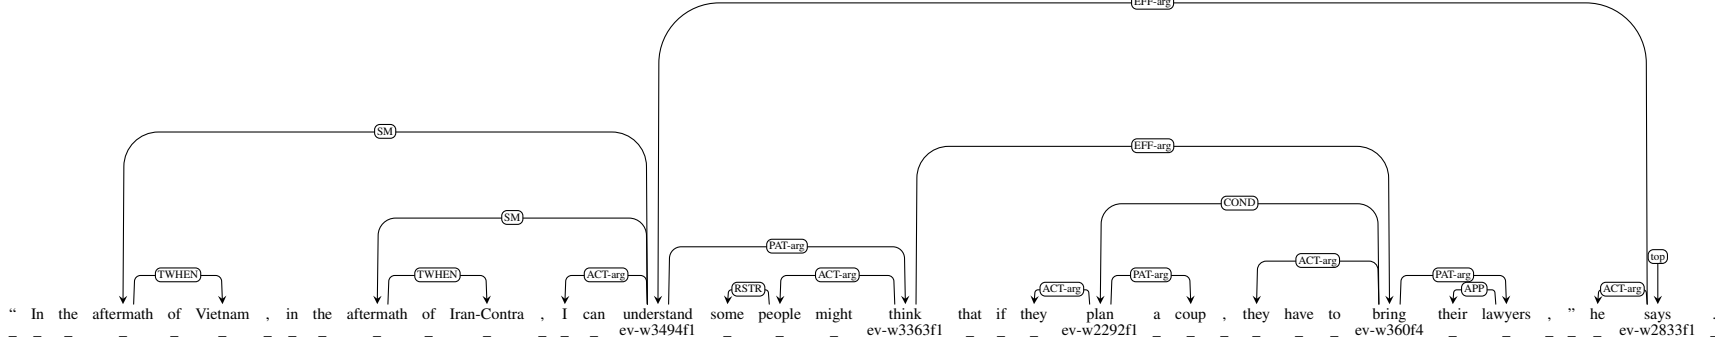 EFF-arg
SM EFF-arg
COND
SM
PAT-arg
top
ACT-arg
TWHEN TWHEN ACT-arg ACT-arg PAT-arg PAT-arg
RSTR ACT-arg APP ACT-arg
“ In the aftermath of Vietnam , in the aftermath of Iran-Contra , I can understand some people might think that if they plan a coup , they have to bring their lawyers , ” he says .
_ _ _ _ _ _ _ _ _ _ _ _ _ _ _ ev-w3494f1 _ _ _ ev-w3363f1 _ _ _ ev-w2292f1 _ _ _ _ _ _ ev-w360f4 _ _ _ _ _ ev-w2833f1 _